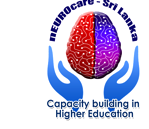 nEUROcare - Sri Lanka
Capacity building in
Higher Education